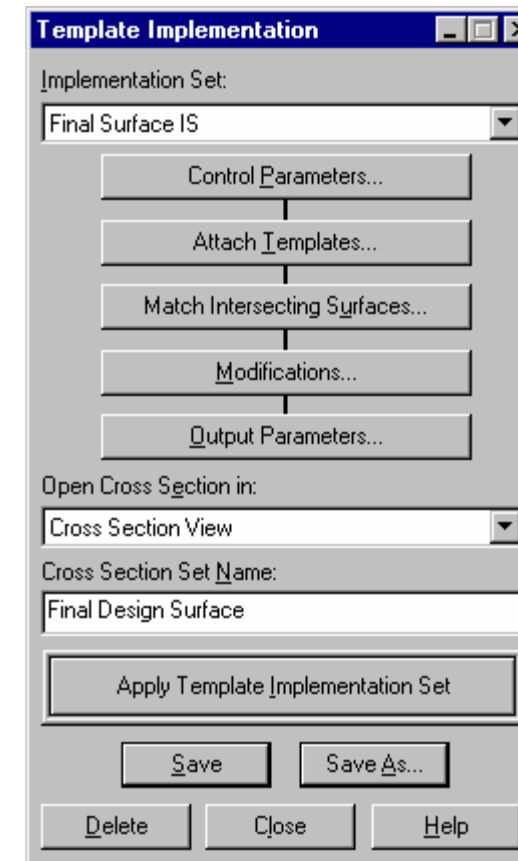 Template Implementation
Implementation Set:
Final Surface IS
Control Parameters...
Attach Templates...
Match Intersecting Surfaces...
Modifications...
Output Parameters...
Open Cross Section in:
Cross Section View
Cross Section Set Name:
Final Design Surface
Apply Template Implementation Set
Save Save As...
Delete Close Help